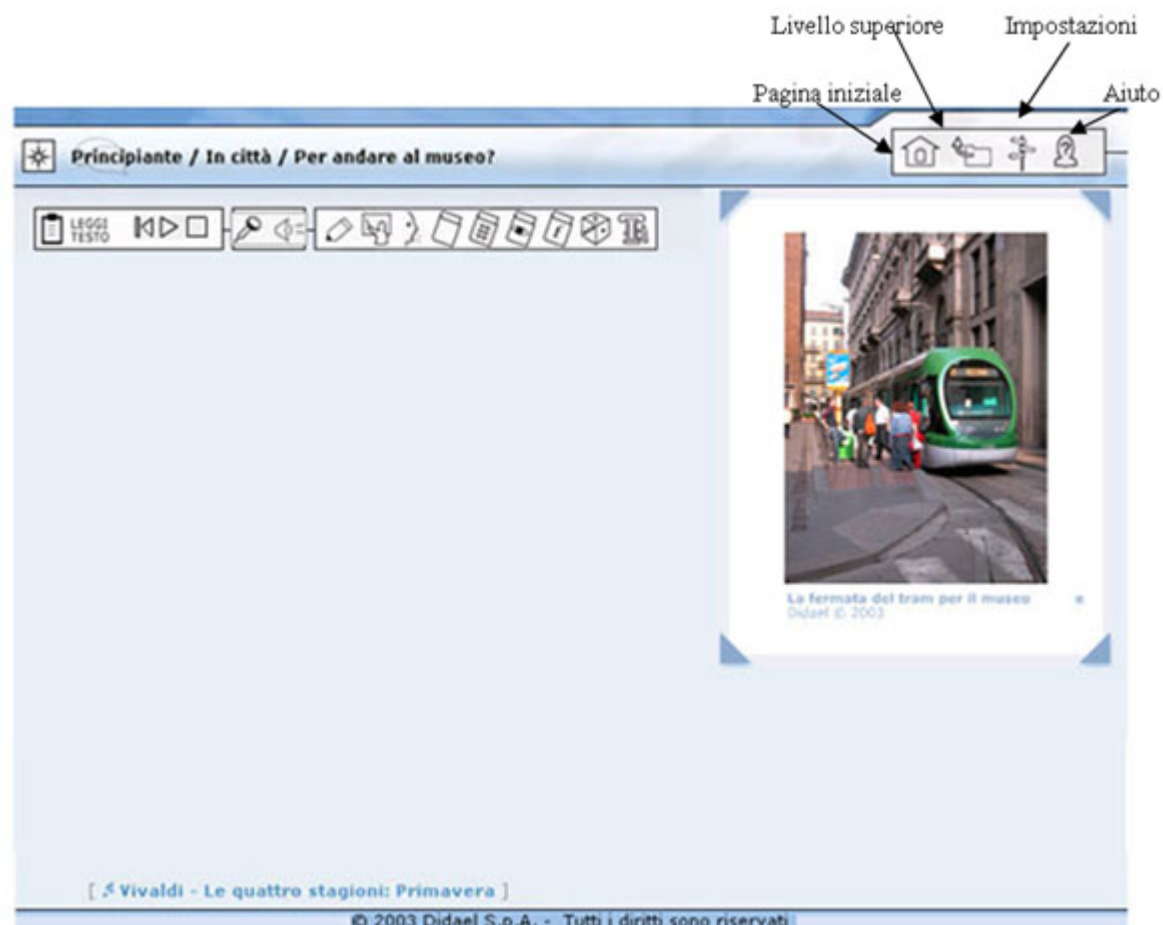 Livello superiore
Impostazioni
Pagina iniziale
Aiuto
Principiante / In città / Per andare al museo?
LEGGI
TESTO
La fermata del tram per il museo
Didael © 2003
[ Vivaldi - Le quattro stagioni: Primavera ]
© 2003 Didael S.p.A. - Tutti i diritti sono riservati